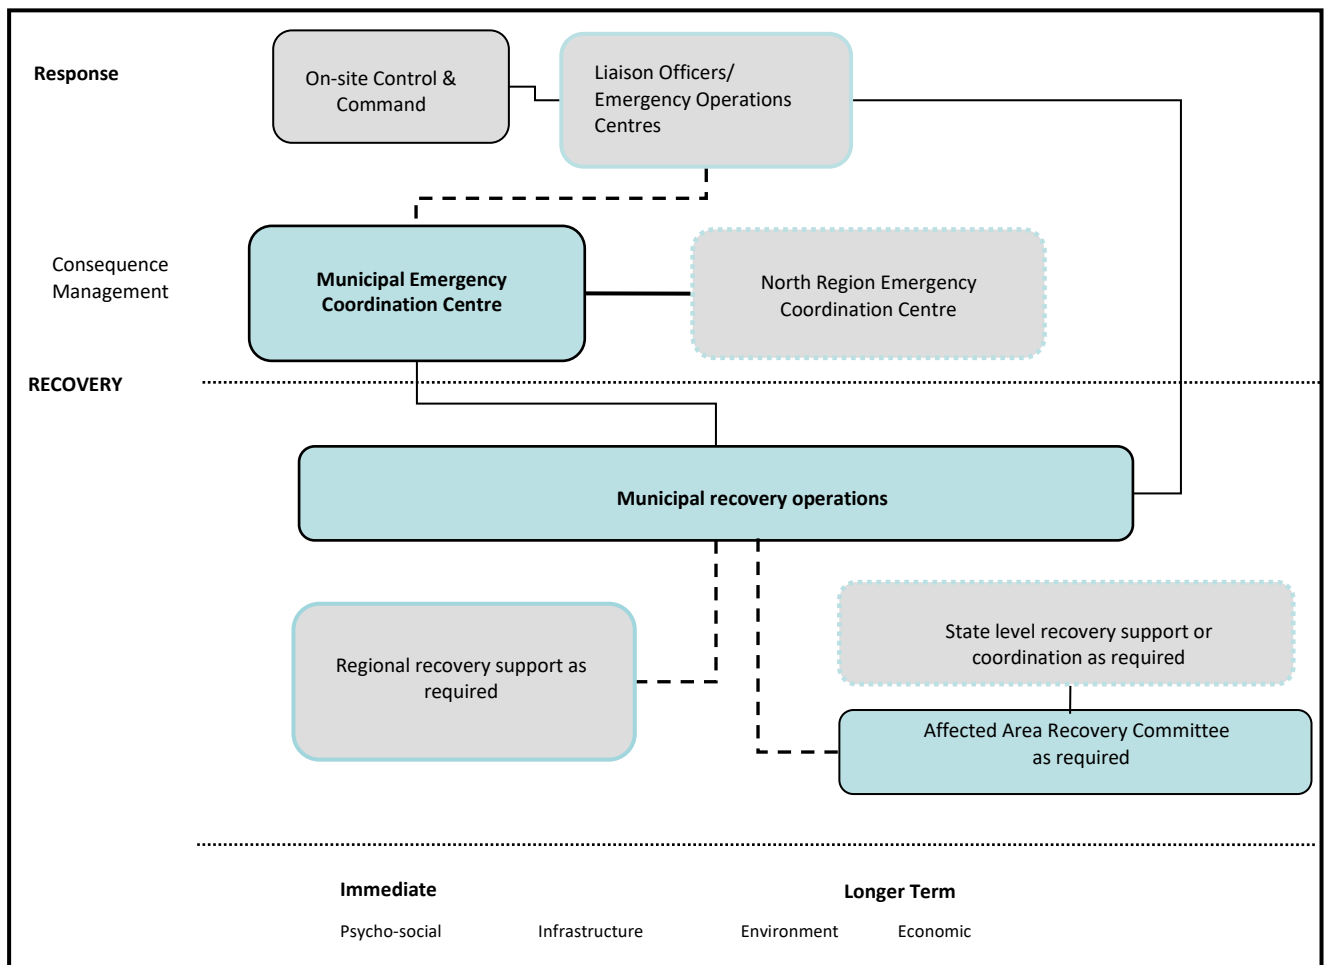 Response
On-site Control &
Command
Liaison Officers/
Emergency Operations
Centres
Consequence
Management
Municipal Emergency
Coordination Centre
North Region Emergency
Coordination Centre
RECOVERY
Municipal recovery operations
Regional recovery support as
required
State level recovery support or
coordination as required
Affected Area Recovery Committee
as required
Immediate
Longer Term
Psycho-social
Infrastructure
Environment
Economic